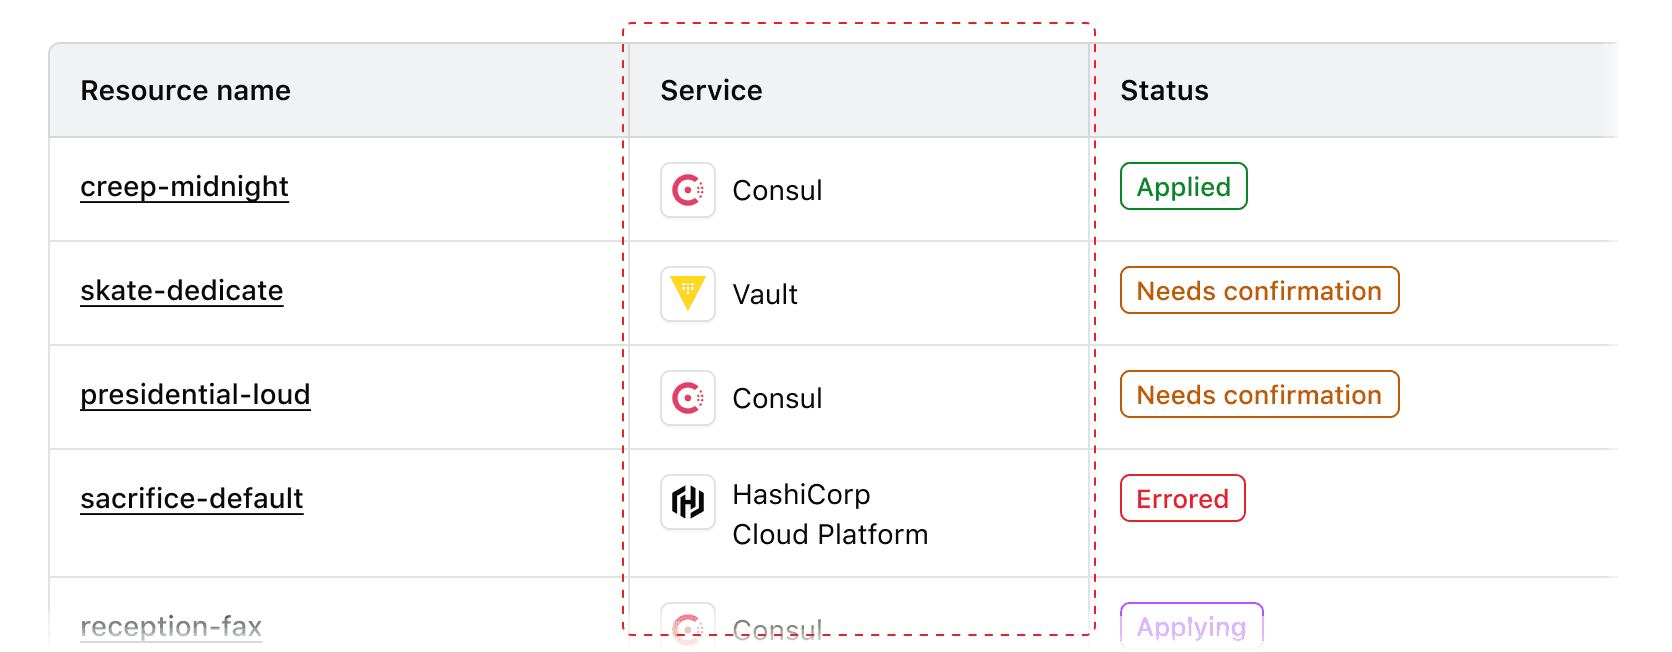 Resource name Service Status
creep-midnight Consul Applied
skate-dedicate Vault Needs confirmation
presidential-loud Consul Needs confirmation
sacrifice-default HashiCorp Errored
Cloud Platform
reception-fax Consul Applying